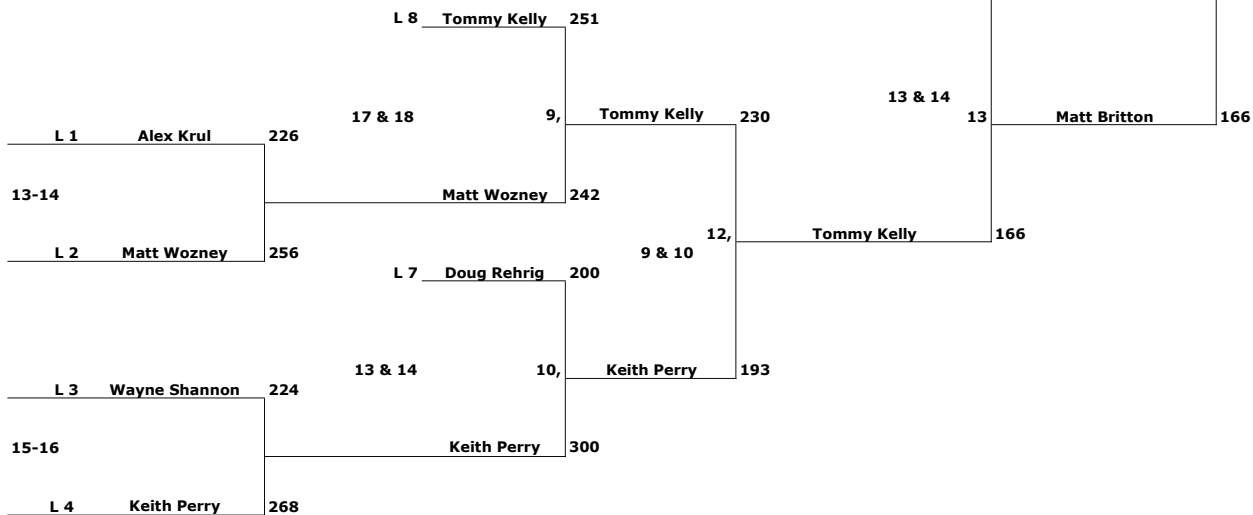 L 8 Tommy Kelly 251
13 & 14
17 & 18 9, Tommy Kelly 230 13 Matt Britton 166
L 1 Alex Krul 226
13-14 Matt Wozney 242
12, Tommy Kelly 166
L 2 Matt Wozney 256 9 & 10
L 7 Doug Rehrig 200
13 & 14 10, Keith Perry 193
L 3 Wayne Shannon 224
15-16 Keith Perry 300
L 4 Keith Perry 268